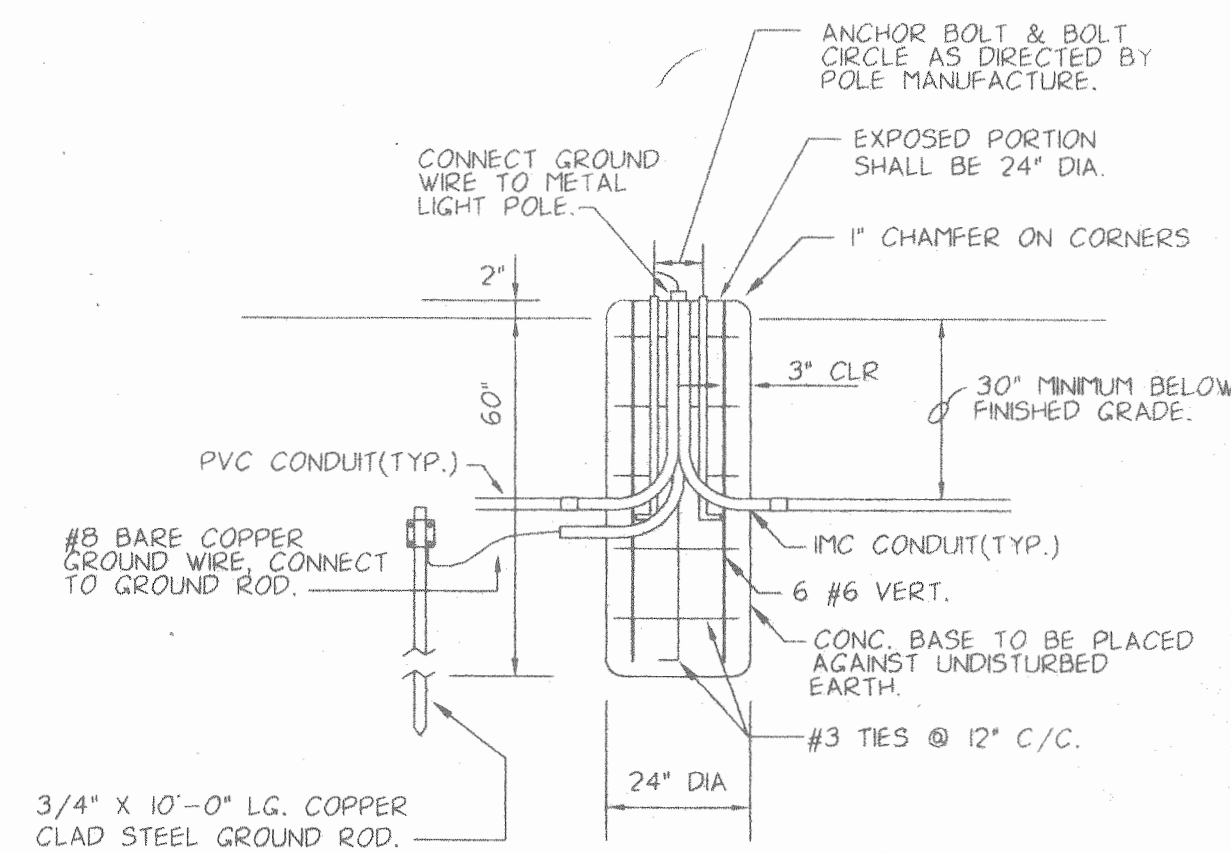 ANCHOR BOLT & BOLT
CIRCLE AS DIRECTED BY
POLE MANUFACTURE.
EXPOSED PORTION
SHALL BE 24" DIA.
CONNECT GROUND
WIRE TO METAL
LIGHT POLE.
1" CHAMFER ON CORNERS
2"
3" CLR
60"
30" MINIMUM BELOW
FINISHED GRADE.
PVC CONDUIT(TYP.)
#8 BARE COPPER
GROUND WIRE, CONNECT
TO GROUND ROD.
IMC CONDUIT(TYP.)
6 #6 VERT.
CONC. BASE TO BE PLACED
AGAINST UNDISTURBED
EARTH.
#3 TIES @ 12" C/C.
24" DIA
3/4" X 10'-0" LG. COPPER
CLAD STEEL GROUND ROD.